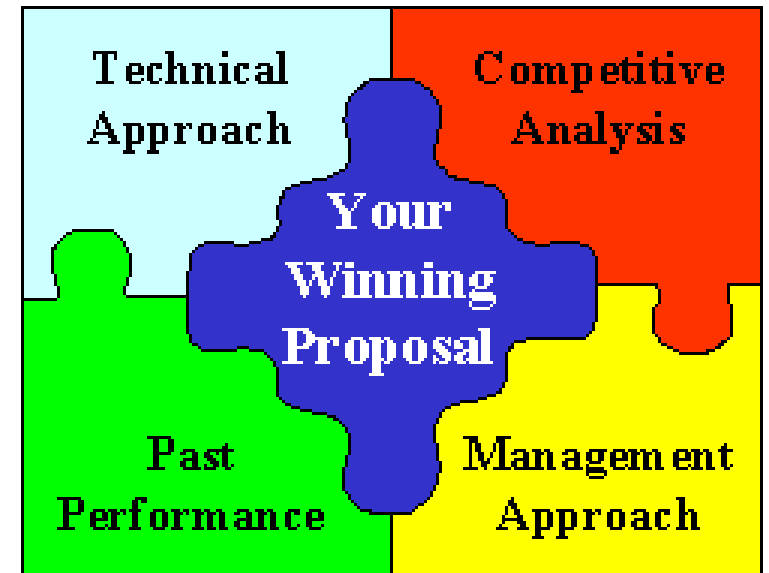 Technical
Approach
Competitive
Analysis
Your
Winning
Proposal
Past
Performance
Management
Approach